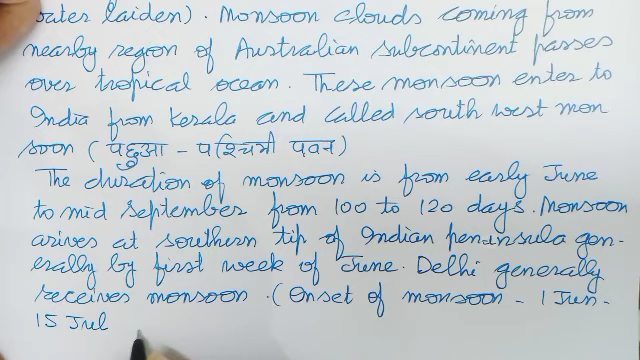 water laiden). Monsoon clouds coming from
nearby region of Australian subcontinent passes
over tropical ocean. These monsoon enter to
India from Kerala and called south west mon
soon (पछुआ - पश्चिमी पवन)
The duration of monsoon is from early June
to mid September from 100 to 120 days. Monsoon
arives at southern tip of Indian peninsula gen-
erally by first week of June. Delhi generally
receives monsoon. (Onset of monsoon - 1 Jun-
15 Jul